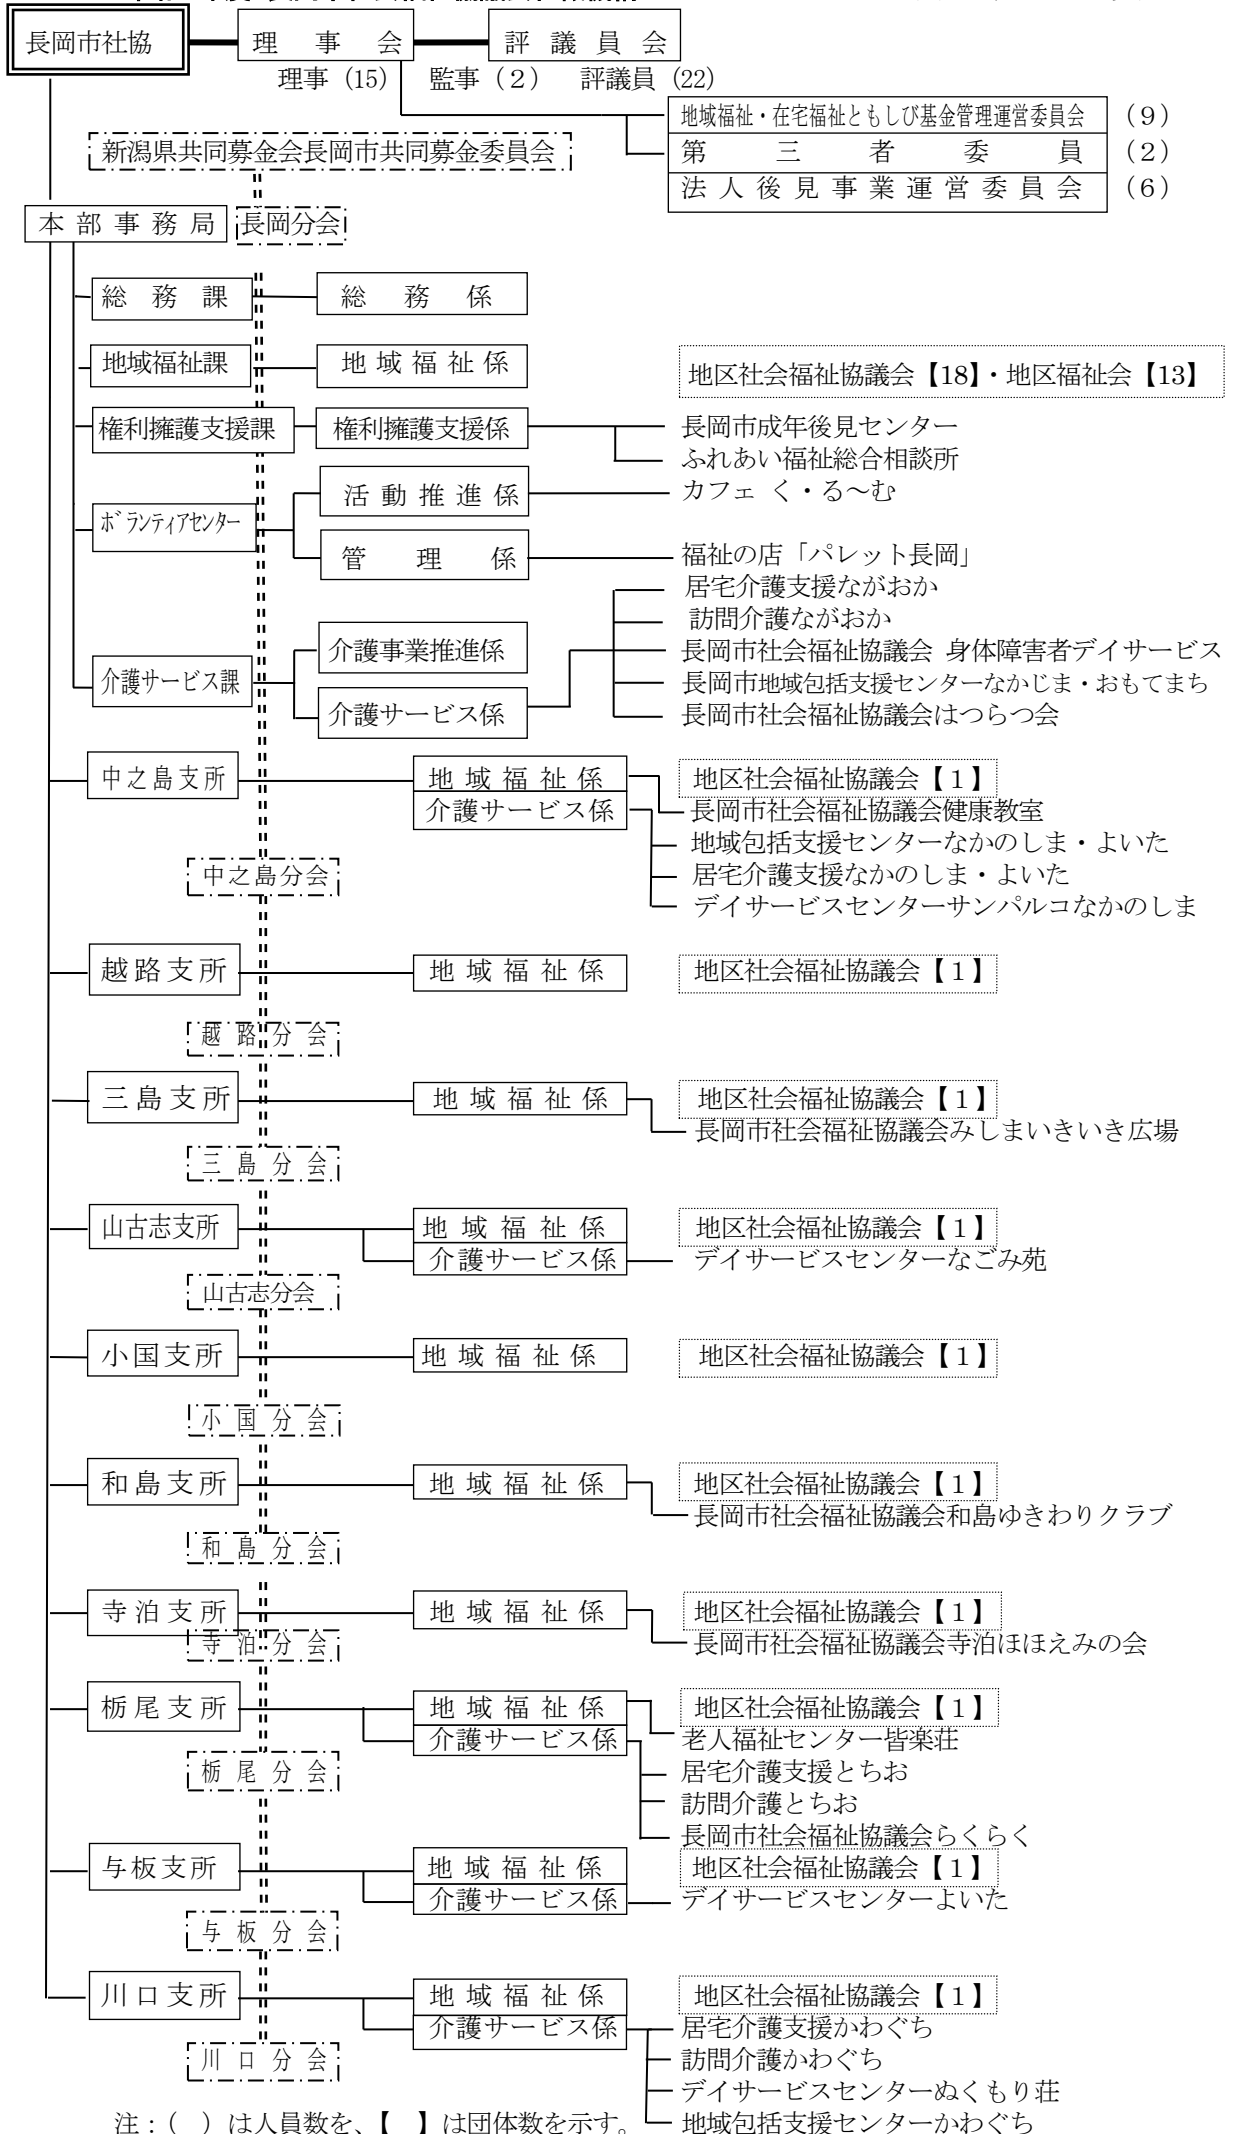 長岡市社協 理事会 評議員会
理事(15) 監事(2) 評議員(22)
地域福祉・在宅福祉ともしび基金管理運営委員会 (9)
新潟県共同募金会長岡市共同募金委員会
第三者委員 (2)
法人後見事業運営委員会 (6)
本部事務局 長岡分会
総務課 総務係
地域福祉課 地域福祉係 地区社会福祉協議会【18】・地区福祉会【13】
権利擁護支援課 権利擁護支援係 長岡市成年後見センター
ふれあい福祉総合相談所
活動推進係 カフェ く・る～む
ボランティアセンター
管理係 福祉の店「パレット長岡」
居宅介護支援ながおか
訪問介護ながおか
介護事業推進係 長岡市社会福祉協議会 身体障害者デイサービス
介護サービス課 長岡市地域包括支援センターなかじま・おもてまち
介護サービス係 長岡市社会福祉協議会はつらつ会
中之島支所 地域福祉係 地区社会福祉協議会【1】
介護サービス係 長岡市社会福祉協議会健康教室
地域包括支援センターなかのしま・よいた
中之島分会 居宅介護支援なかのしま・よいた
デイサービスセンターサンパルコなかのしま
越路支所 地域福祉係 地区社会福祉協議会【1】
越路分会
三島支所 地域福祉係 地区社会福祉協議会【1】
長岡市社会福祉協議会みしまいきいき広場
三島分会
山古志支所 地域福祉係 地区社会福祉協議会【1】
介護サービス係 デイサービスセンターなごみ苑
山古志分会
小国支所 地域福祉係 地区社会福祉協議会【1】
小国分会
和島支所 地域福祉係 地区社会福祉協議会【1】
長岡市社会福祉協議会和島ゆきわりクラブ
和島分会
寺泊支所 地域福祉係 地区社会福祉協議会【1】
寺泊分会 長岡市社会福祉協議会寺泊ほほえみの会
栃尾支所 地域福祉係 地区社会福祉協議会【1】
介護サービス係 老人福祉センター皆楽荘
栃尾分会 居宅介護支援とちお
訪問介護とちお
長岡市社会福祉協議会らくらく
与板支所 地域福祉係 地区社会福祉協議会【1】
介護サービス係 デイサービスセンターよいた
与板分会
川口支所 地域福祉係 地区社会福祉協議会【1】
介護サービス係 居宅介護支援かわぐち
川口分会 訪問介護かわぐち
デイサービスセンターぬくもり荘
注:( )は人員数を、【 】は団体数を示す。 地域包括支援センターかわぐち